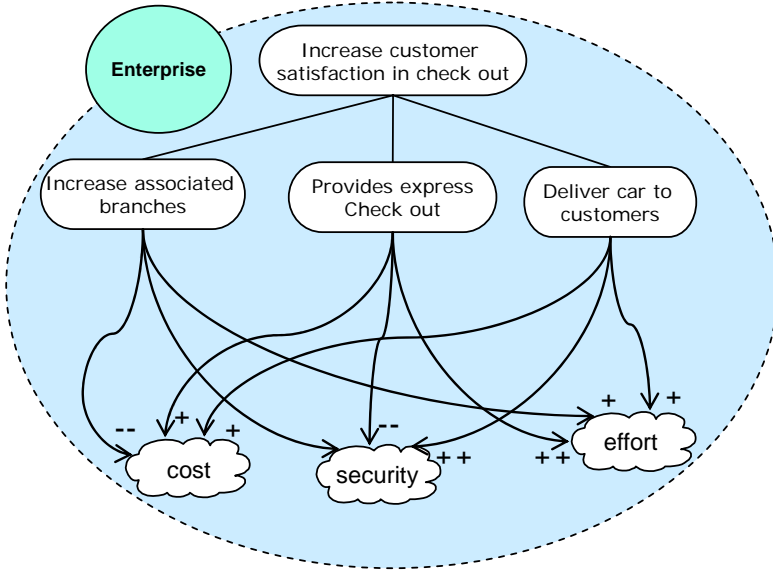 Increase customer
satisfaction in check out
Enterprise
Increase associated
branches
Provides express
Check out
Deliver car to
customers
--
+
+
--
++
++
+
+
cost
security
effort